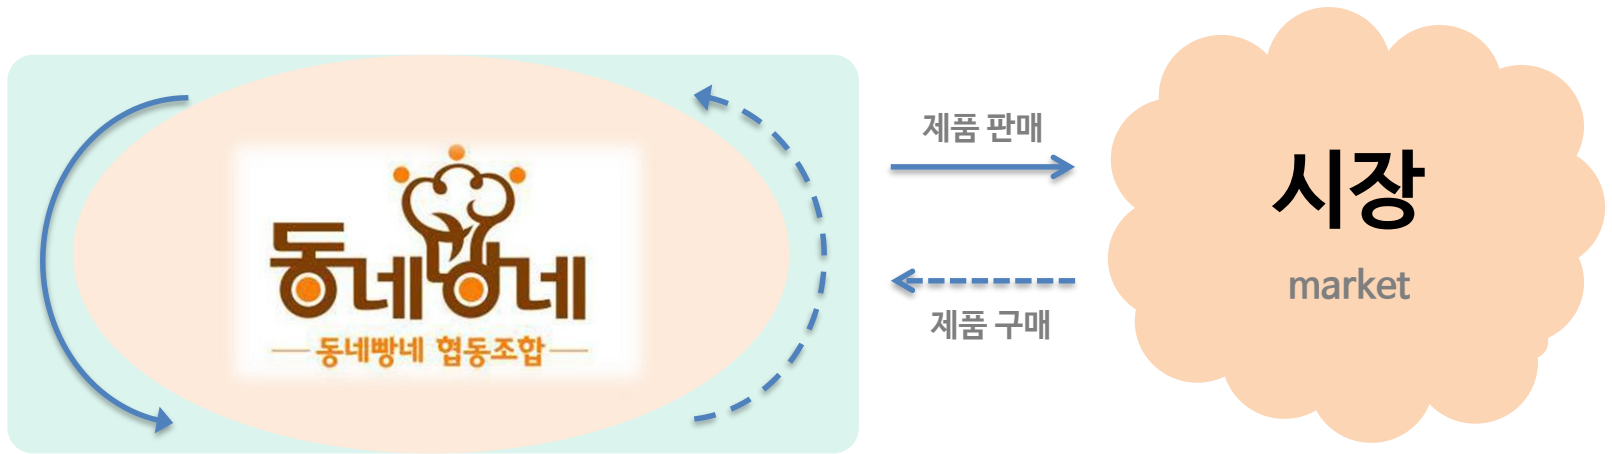 동네빵네
동네빵네 협동조합
제품 판매
제품 구매
시장
market